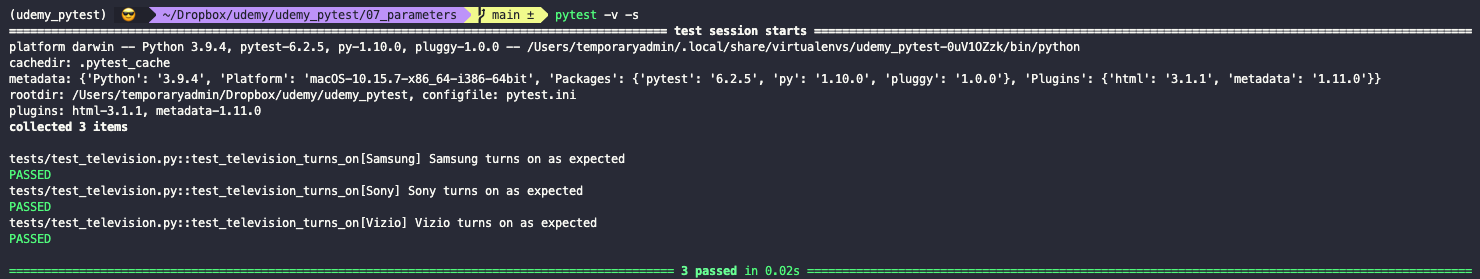 (udemy_pytest) 😎 ~/Dropbox/udemy/udemy_pytest/07_parameters main ± pytest -v -s
test session starts
platform darwin -- Python 3.9.4, pytest-6.2.5, py-1.10.0, pluggy-1.0.0 -- /Users/temporaryadmin/.local/share/virtualenvs/udemy_pytest-0uV1OZzk/bin/python
cachedir: .pytest_cache
metadata: {'Python': '3.9.4', 'Platform': 'macOS-10.15.7-x86_64-i386-64bit', 'Packages': {'pytest': '6.2.5', 'py': '1.10.0', 'pluggy': '1.0.0'}, 'Plugins': {'html': '3.1.1', 'metadata': '1.11.0'}}
rootdir: /Users/temporaryadmin/Dropbox/udemy/udemy_pytest, configfile: pytest.ini
plugins: html-3.1.1, metadata-1.11.0
collected 3 items
tests/test_television.py::test_television_turns_on[Samsung] Samsung turns on as expected
PASSED
tests/test_television.py::test_television_turns_on[Sony] Sony turns on as expected
PASSED
tests/test_television.py::test_television_turns_on[Vizio] Vizio turns on as expected
PASSED
3 passed in 0.02s